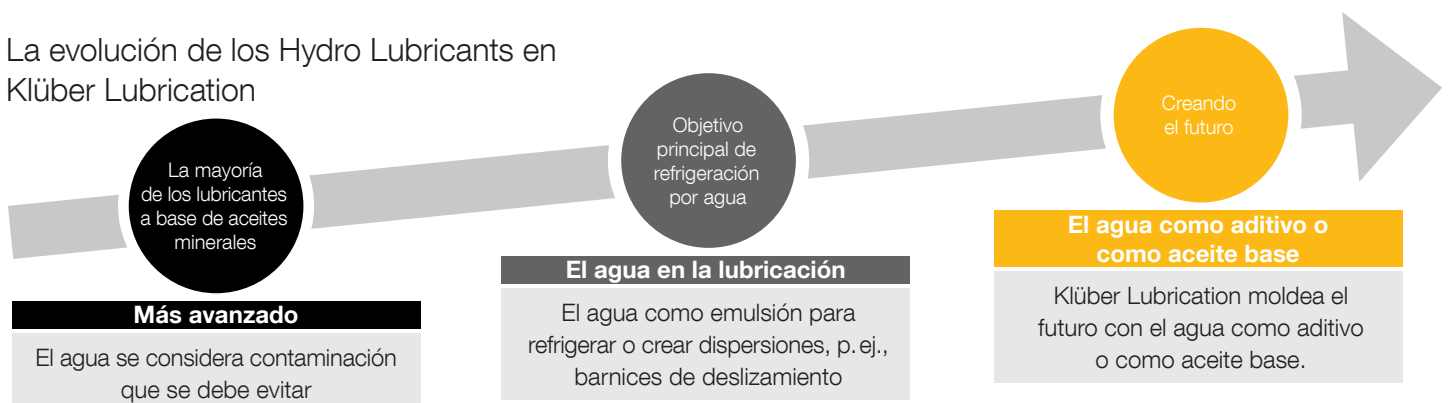 La evolución de los Hydro Lubricants en
Klüber Lubrication
La mayoría
de los lubricantes
a base de aceites
minerales
Más avanzado
El agua se considera contaminación
que se debe evitar
Objetivo
principal de
refrigeración
por agua
El agua en la lubricación
El agua como emulsión para
refrigerar o crear dispersiones, p. ej.,
barnices de deslizamiento
Creando
el futuro
El agua como aditivo o
como aceite base
Klüber Lubrication moldea el
futuro con el agua como aditivo
o como aceite base.